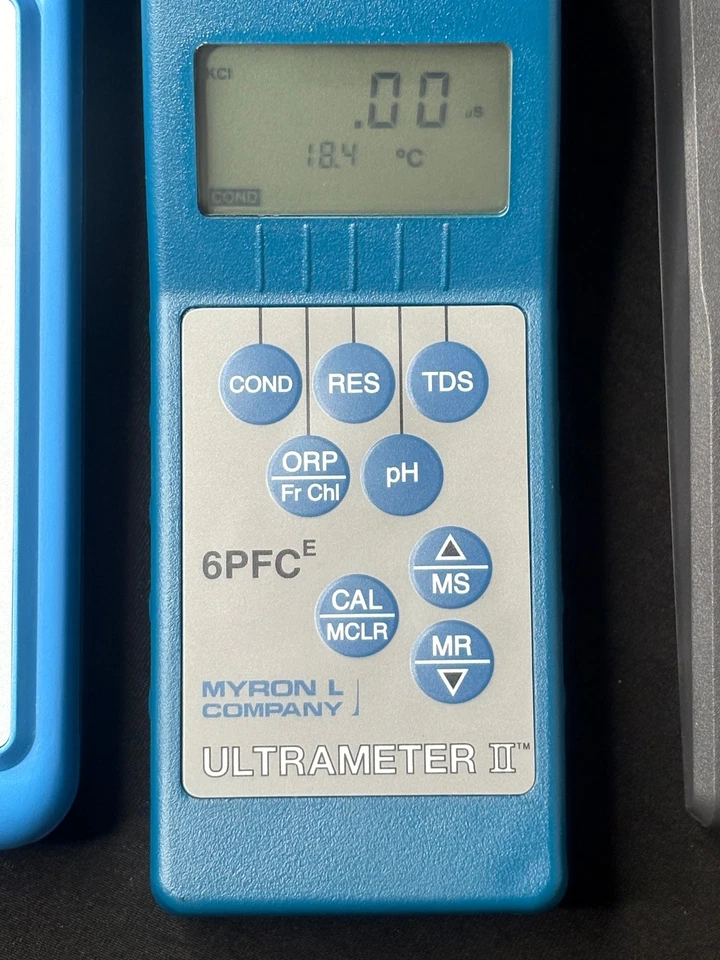 KCl
.00 µS
18.4 °C
COND
COND RES TDS
ORP
Fr Chl
pH
6PFCᴱ
MS
CAL
MCLR
MR
MYRON L
COMPANY
ULTRAMETER II™